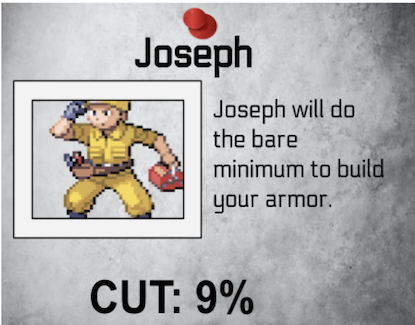 Joseph
Joseph will do
the bare
minimum to build
your armor.
CUT: 9%